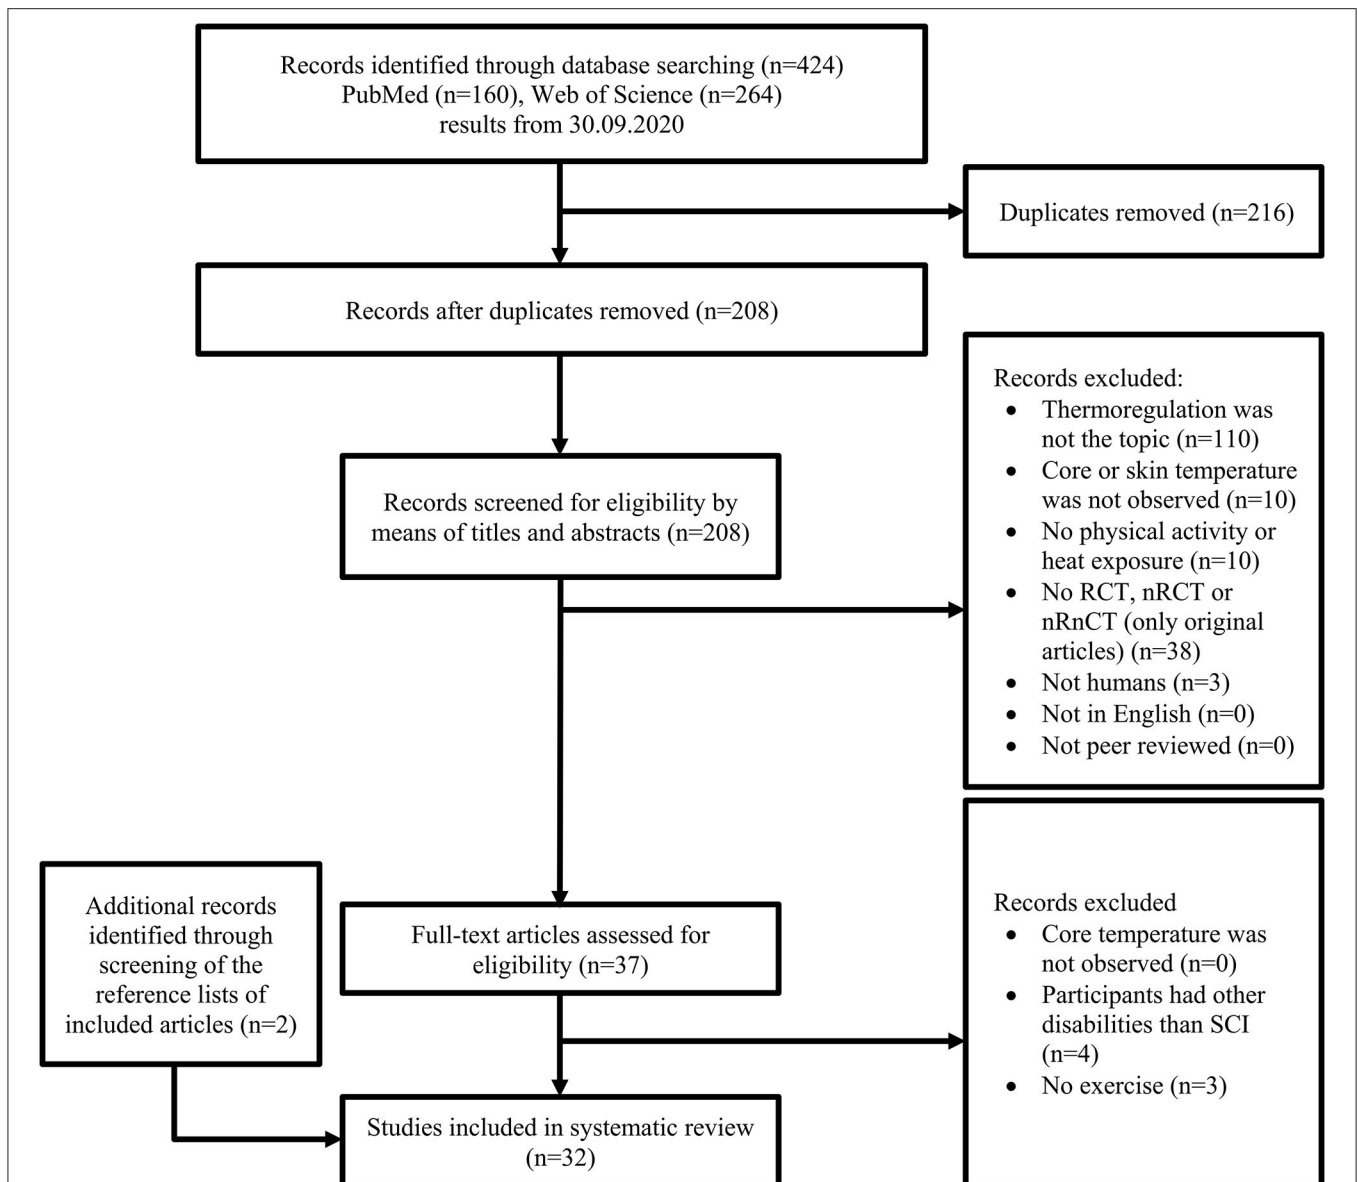 Records identified through database searching (n=424)
PubMed (n=160), Web of Science (n=264)
results from 30.09.2020
Duplicates removed (n=216)
Records after duplicates removed (n=208)
Records screened for eligibility by
means of titles and abstracts (n=208)
Records excluded:
• Thermoregulation was
not the topic (n=110)
• Core or skin temperature
was not observed (n=10)
• No physical activity or
heat exposure (n=10)
• No RCT, nRCT or
nRnCT (only original
articles) (n=38)
• Not humans (n=3)
• Not in English (n=0)
• Not peer reviewed (n=0)
Additional records
identified through
screening of the
reference lists of
included articles (n=2)
Full-text articles assessed for
eligibility (n=37)
Records excluded
• Core temperature was
not observed (n=0)
• Participants had other
disabilities than SCI
(n=4)
• No exercise (n=3)
Studies included in systematic review
(n=32)